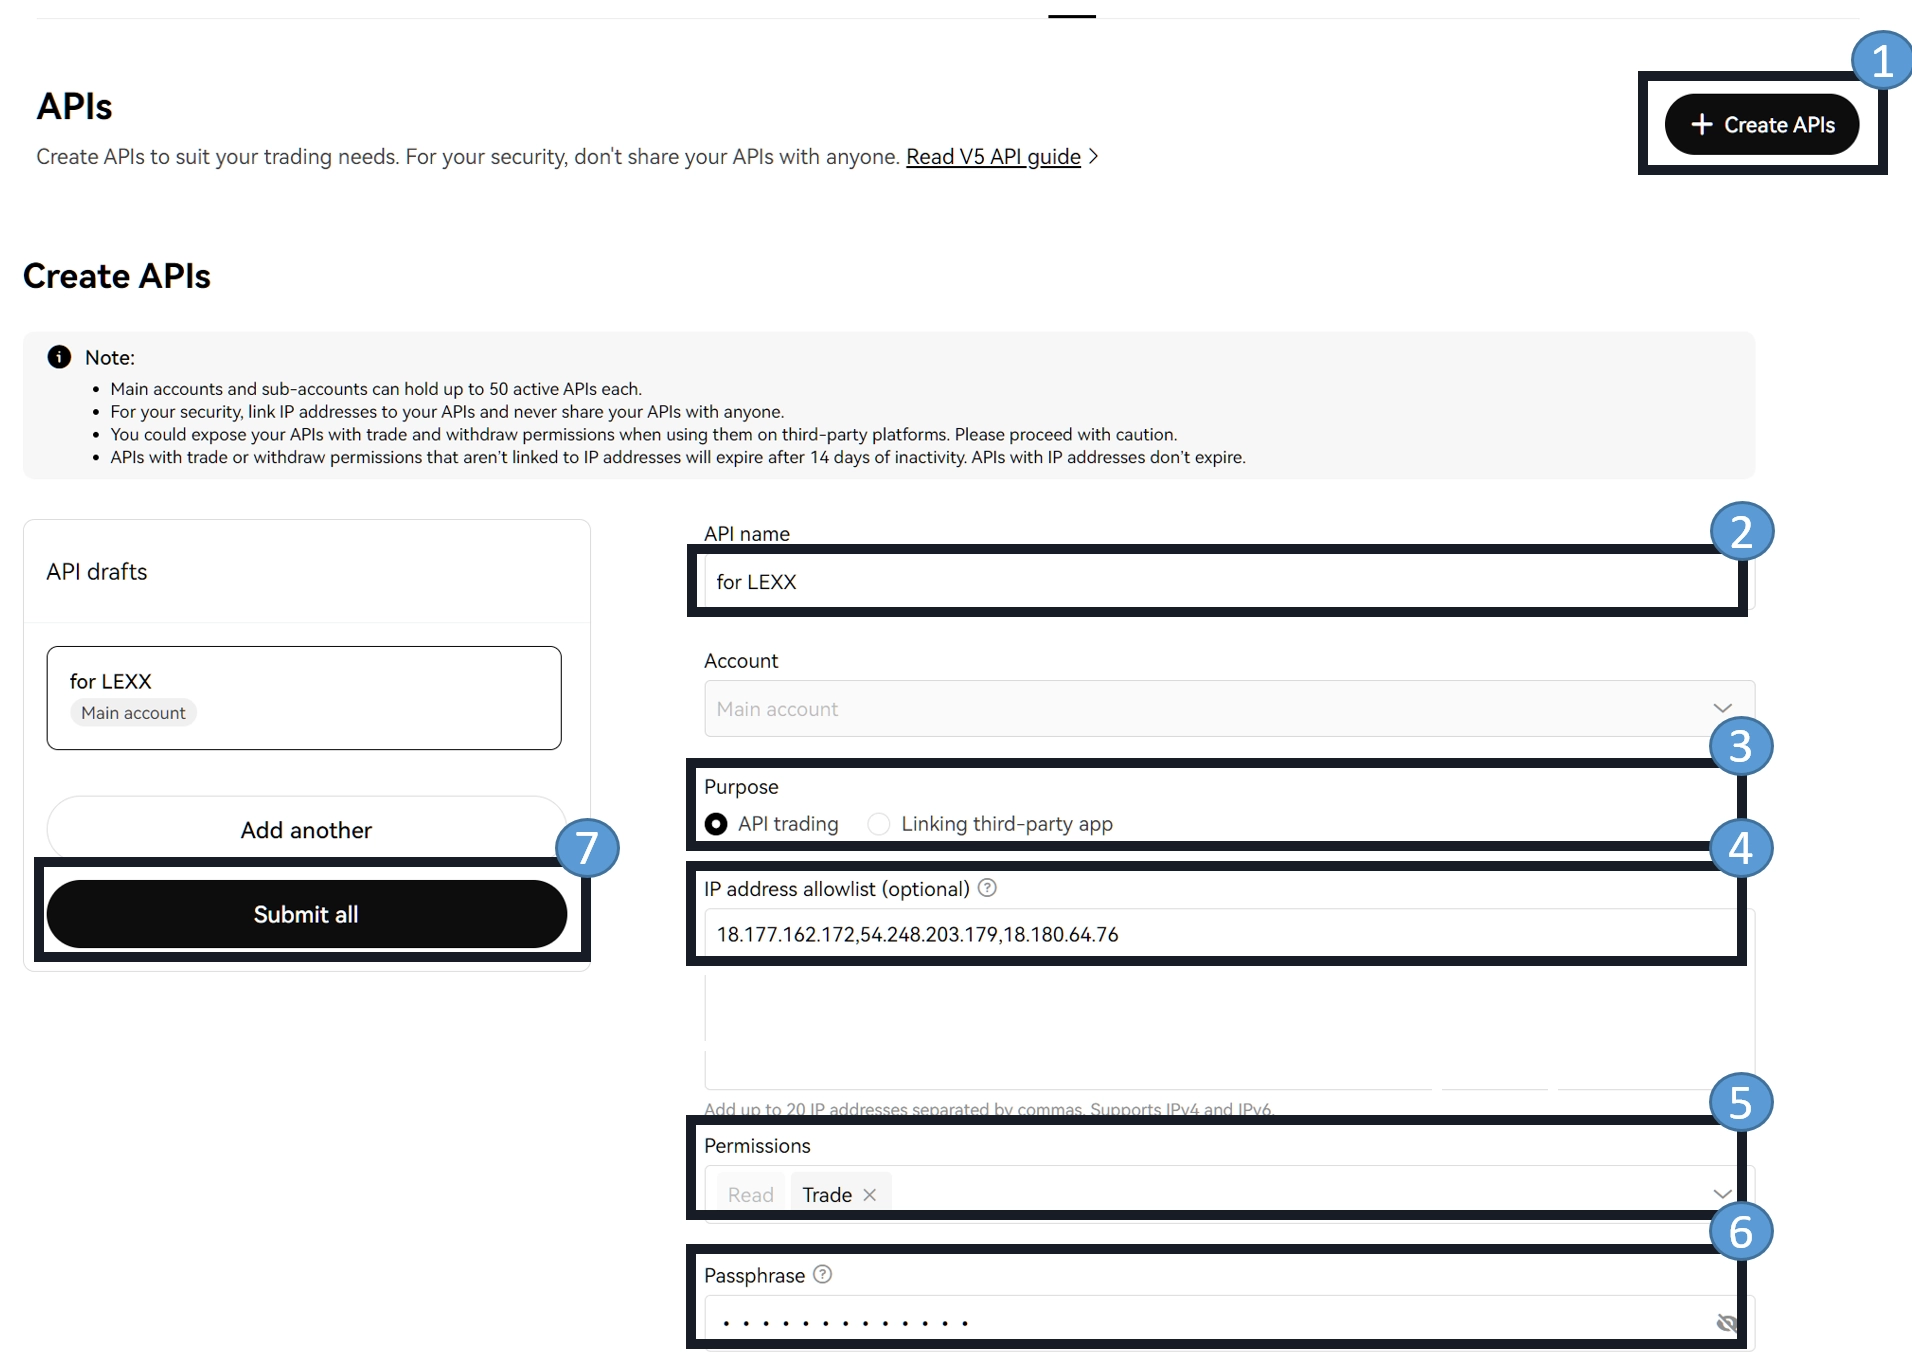 1
APIs
+ Create APIs
Create APIs to suit your trading needs. For your security, don't share your APIs with anyone. Read V5 API guide >
Create APIs
Note:
• Main accounts and sub-accounts can hold up to 50 active APIs each.
• For your security, link IP addresses to your APIs and never share your APIs with anyone.
• You could expose your APIs with trade and withdraw permissions when using them on third-party platforms. Please proceed with caution.
• APIs with trade or withdraw permissions that aren’t linked to IP addresses will expire after 14 days of inactivity. APIs with IP addresses don’t expire.
API drafts
for LEXX
Main account
Add another
7
Submit all
API name
2
for LEXX
Account
Main account
3
Purpose
API trading
Linking third-party app
4
IP address allowlist (optional)
18.177.162.172,54.248.203.179,18.180.64.76
Add up to 20 IP addresses separated by commas. Supports IPv4 and IPv6.
5
Permissions
Read
Trade ×
6
Passphrase